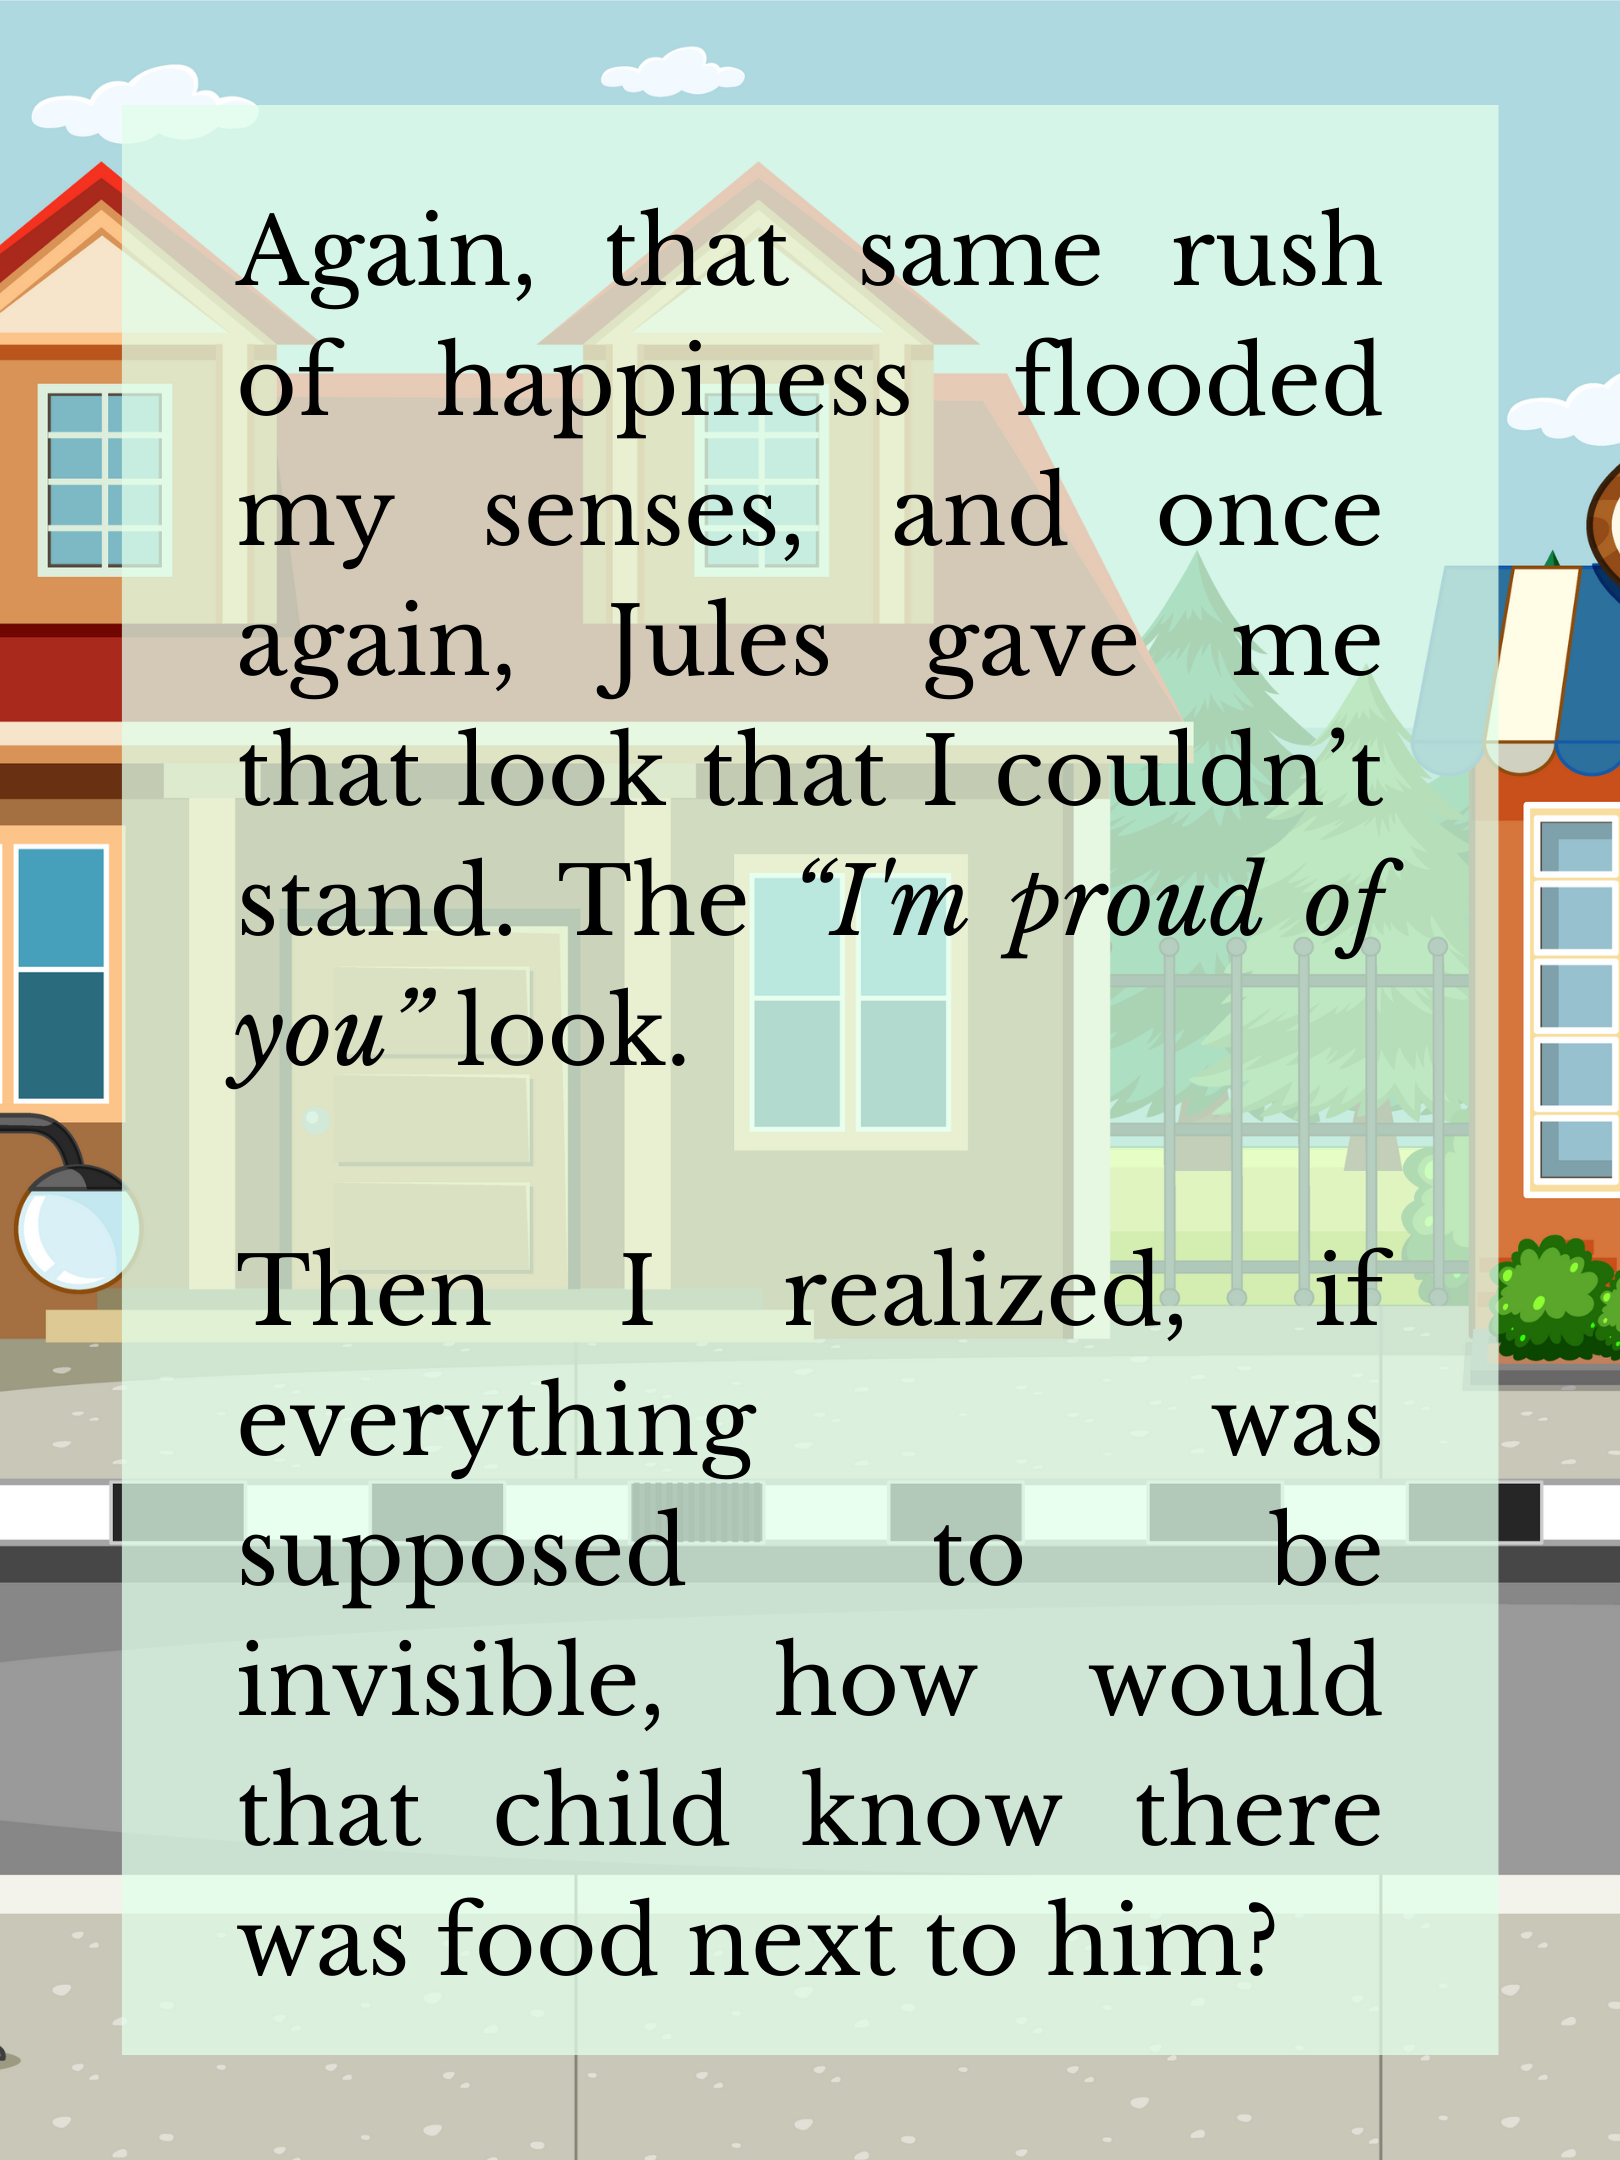 Again, that same rush
of happiness flooded
my senses, and once
again, Jules gave me
that look that I couldn’t
stand. The “I'm proud of
you” look.
Then I realized, if
everything was
supposed to be
invisible, how would
that child know there
was food next to him?